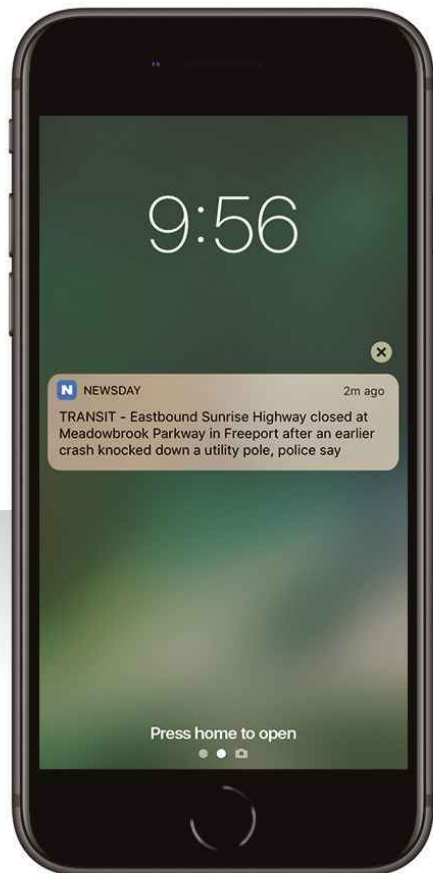 9:56
N NEWSDAY 2m ago
TRANSIT - Eastbound Sunrise Highway closed at
Meadowbrook Parkway in Freeport after an earlier
crash knocked down a utility pole, police say
Press home to open